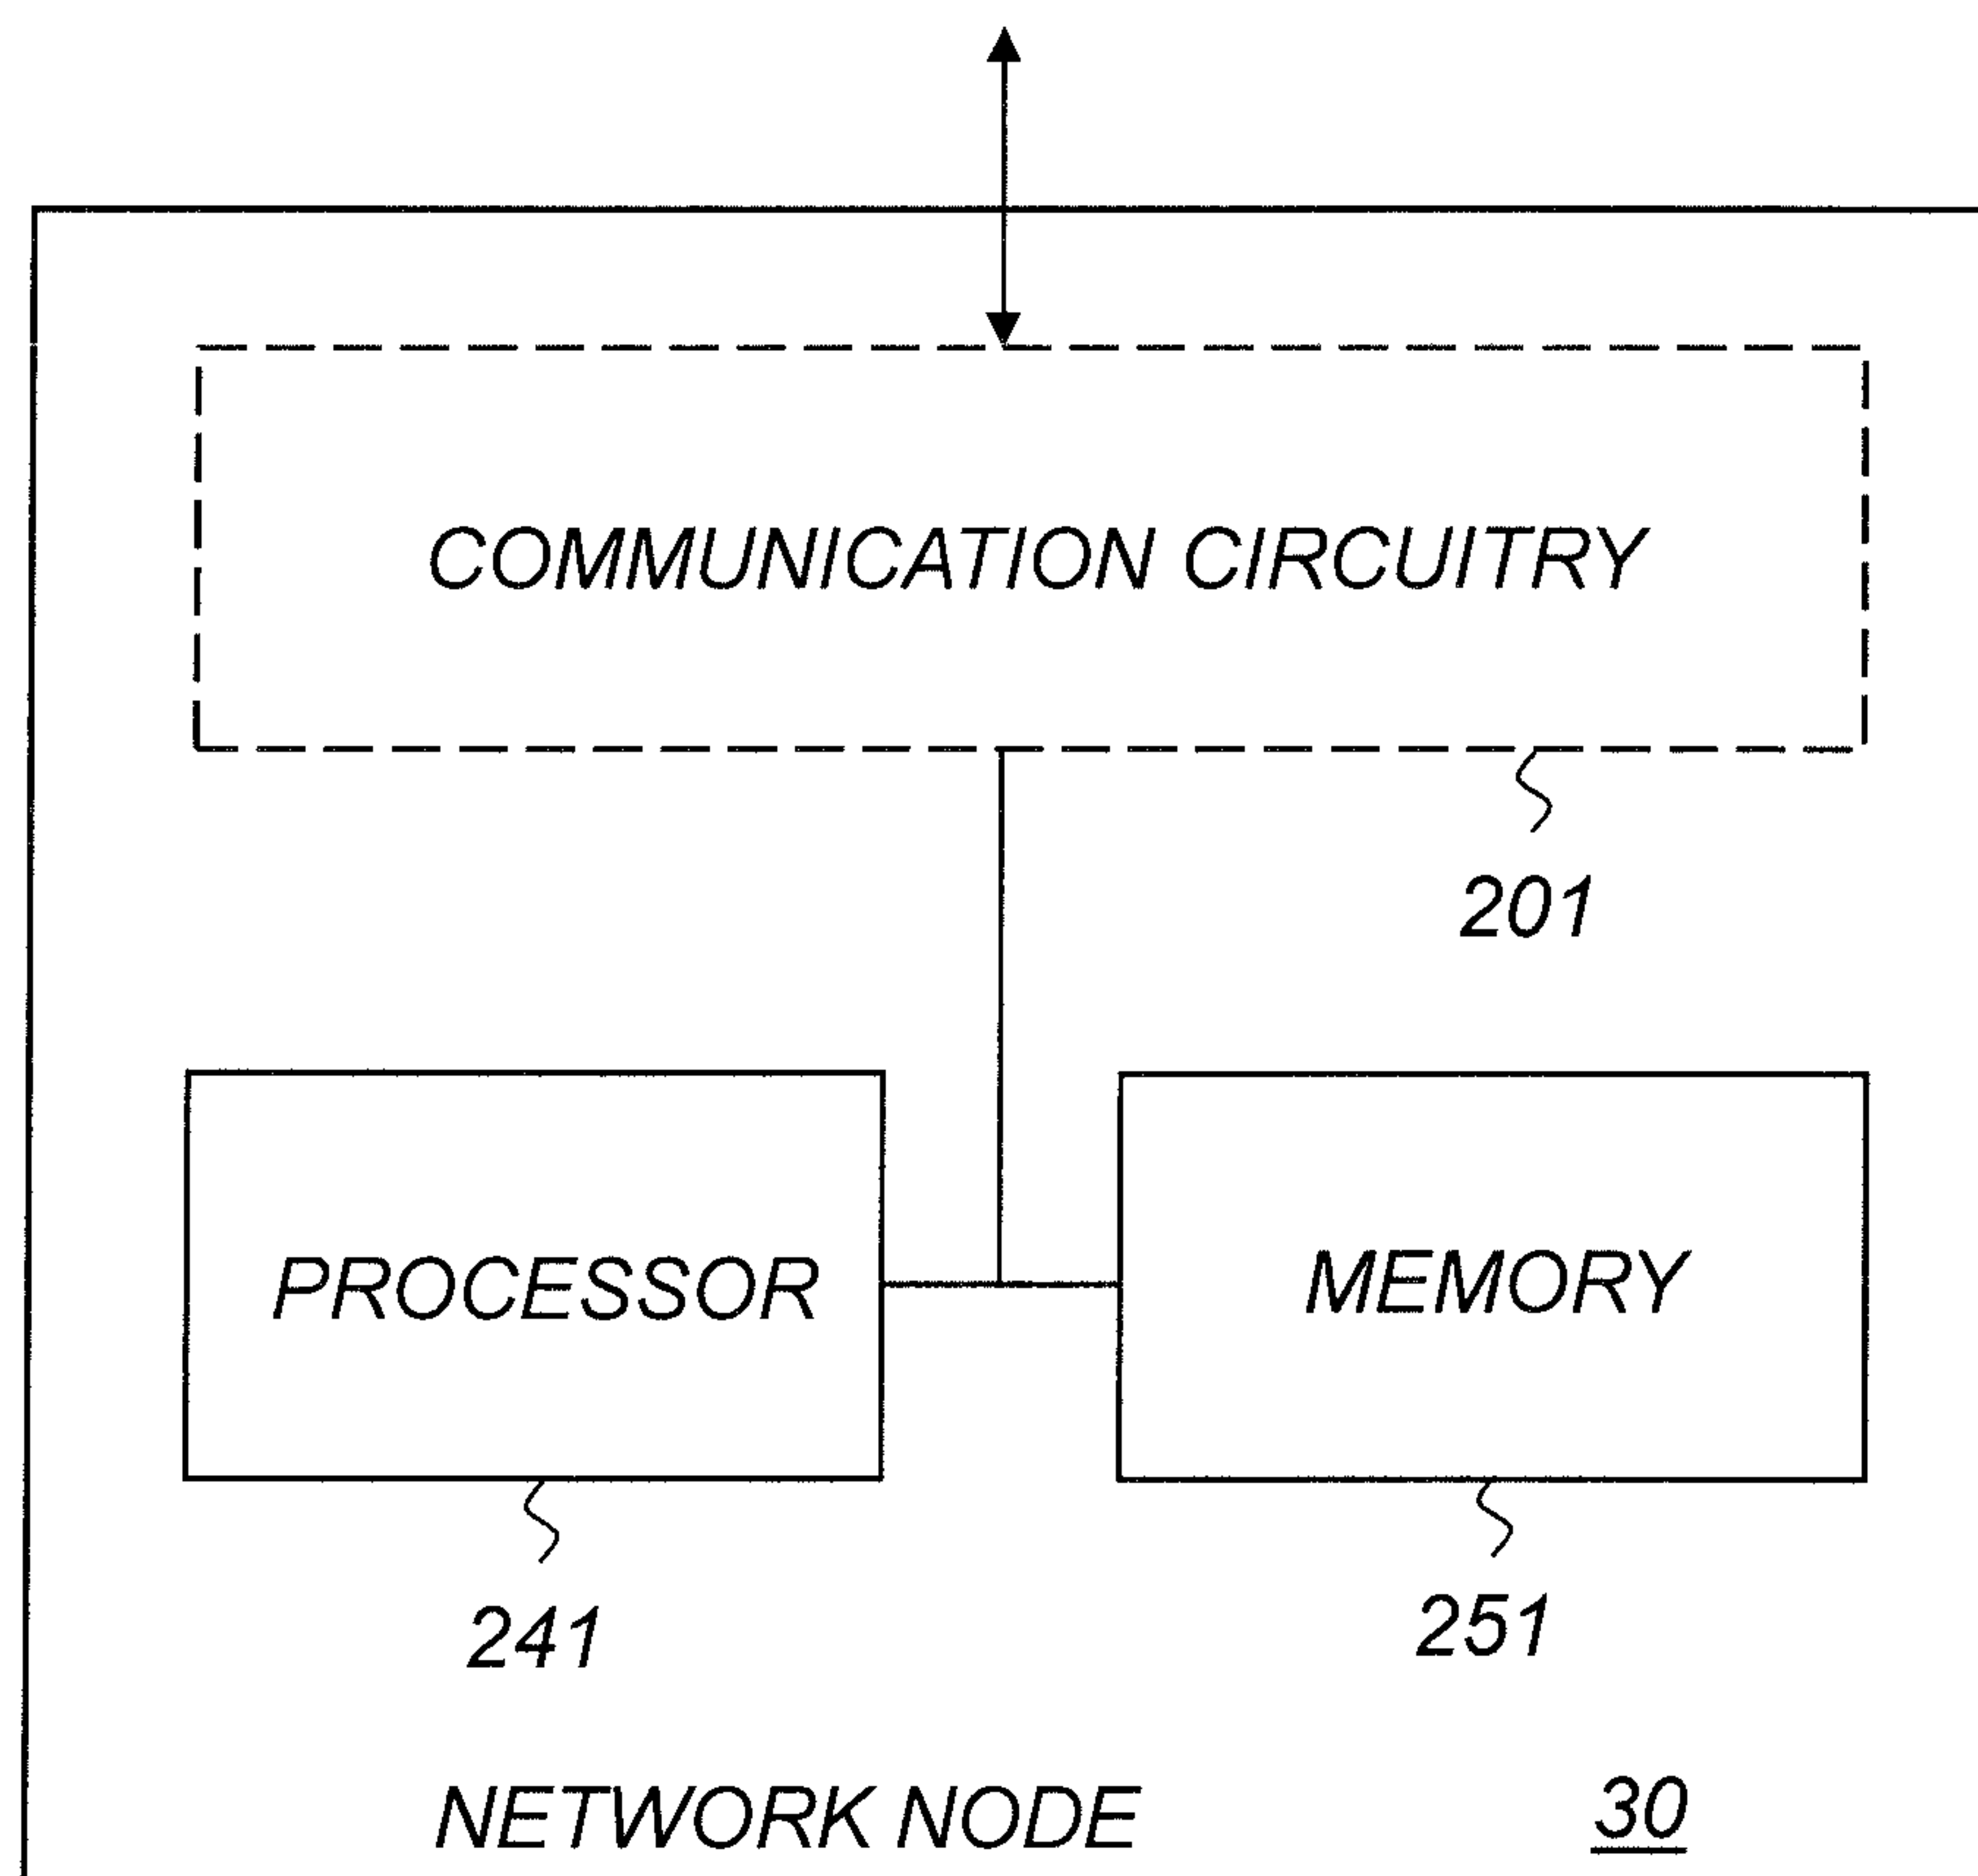 COMMUNICATION CIRCUITRY
201
PROCESSOR
MEMORY
241
251
NETWORK NODE
30